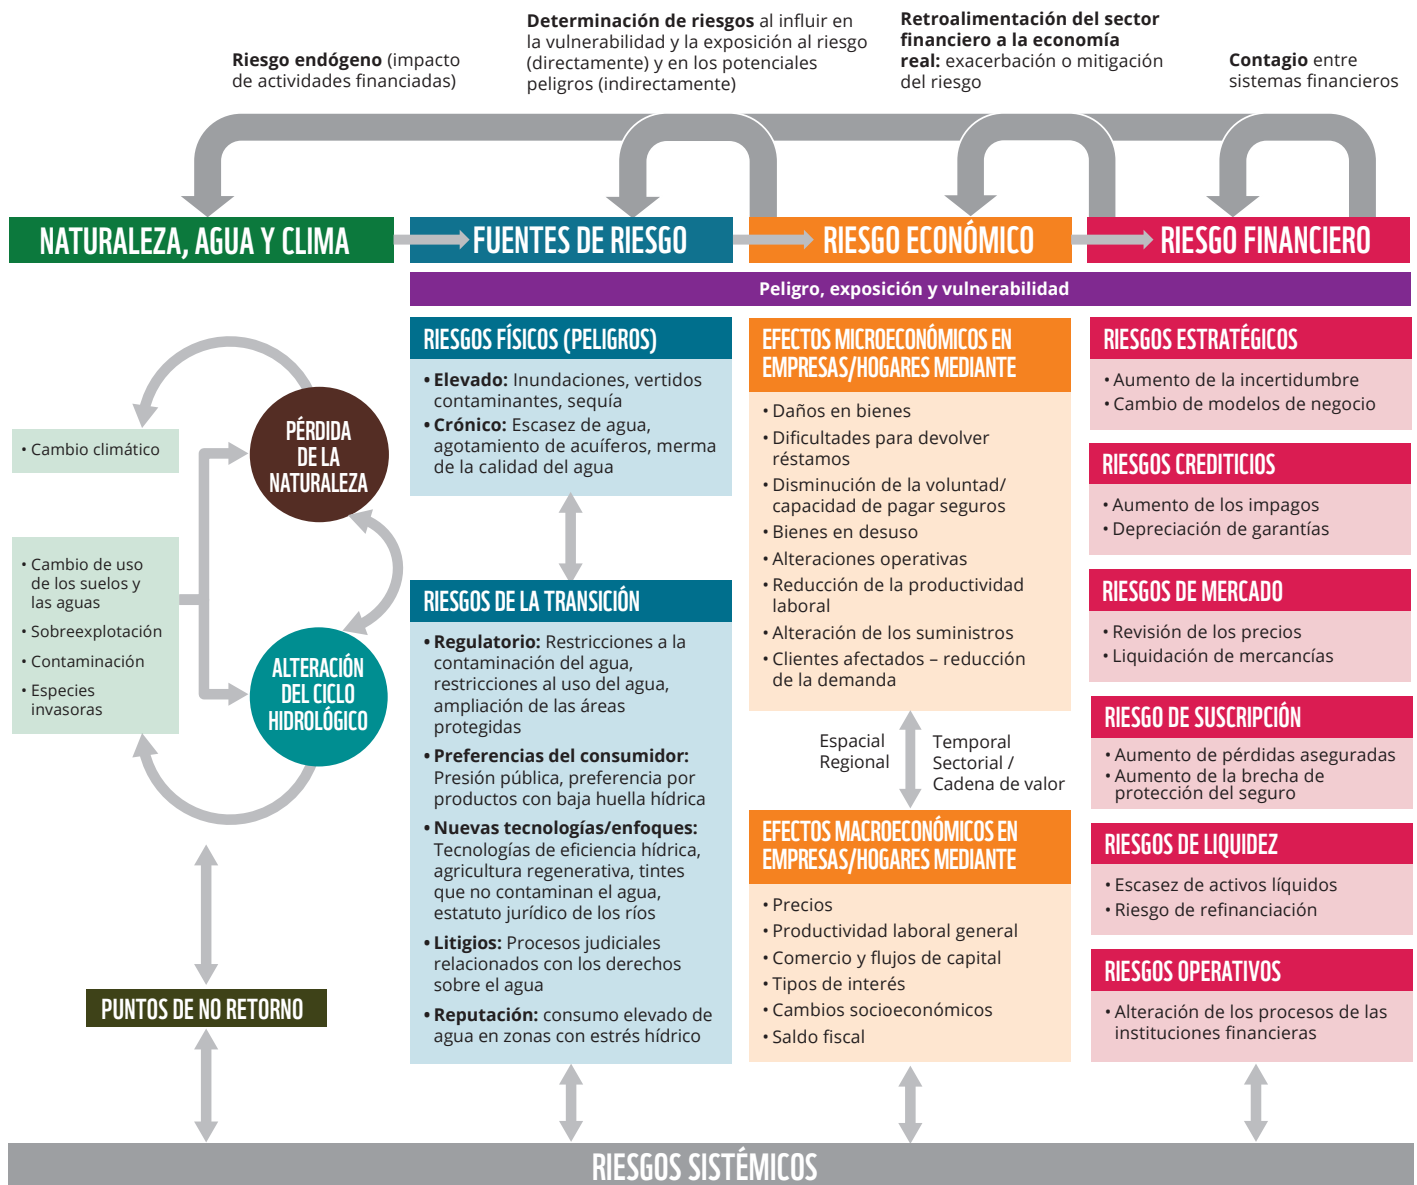 Riesgo endógeno (impacto
de actividades financiadas)
Determinación de riesgos al influir en
la vulnerabilidad y la exposición al riesgo
(directamente) y en los potenciales
peligros (indirectamente)
Retroalimentación del sector
financiero a la economía
real: exacerbación o mitigación
del riesgo
Contagio entre
sistemas financieros
NATURALEZA, AGUA Y CLIMA
FUENTES DE RIESGO
RIESGO ECONÓMICO
RIESGO FINANCIERO
Peligro, exposición y vulnerabilidad
• Cambio climático
• Cambio de uso
de los suelos y
las aguas
• Sobreexplotación
• Contaminación
• Especies
invasoras
PÉRDIDA
DE LA
NATURALEZA
ALTERACIÓN
DEL CICLO
HIDROLÓGICO
PUNTOS DE NO RETORNO
RIESGOS FÍSICOS (PELIGROS)
• Elevado: Inundaciones, vertidos
contaminantes, sequía
• Crónico: Escasez de agua,
agotamiento de acuíferos, merma
de la calidad del agua
RIESGOS DE LA TRANSICIÓN
• Regulatorio: Restricciones a la
contaminación del agua,
restricciones al uso del agua,
ampliación de las áreas
protegidas
• Preferencias del consumidor:
Presión pública, preferencia por
productos con baja huella hídrica
• Nuevas tecnologías/enfoques:
Tecnologías de eficiencia hídrica,
agricultura regenerativa, tintes
que no contaminan el agua,
estatuto jurídico de los ríos
• Litigios: Procesos judiciales
relacionados con los derechos
sobre el agua
• Reputación: consumo elevado de
agua en zonas con estrés hídrico
EFECTOS MICROECONÓMICOS EN
EMPRESAS/HOGARES MEDIANTE
• Daños en bienes
• Dificultades para devolver
réstamos
• Disminución de la voluntad/
capacidad de pagar seguros
• Bienes en desuso
• Alteraciones operativas
• Reducción de la productividad
laboral
• Alteración de los suministros
• Clientes afectados – reducción
de la demanda
Espacial
Regional
Temporal
Sectorial /
Cadena de valor
EFECTOS MACROECONÓMICOS EN
EMPRESAS/HOGARES MEDIANTE
• Precios
• Productividad laboral general
• Comercio y flujos de capital
• Tipos de interés
• Cambios socioeconómicos
• Saldo fiscal
RIESGOS ESTRATÉGICOS
• Aumento de la incertidumbre
• Cambio de modelos de negocio
RIESGOS CREDITICIOS
• Aumento de los impagos
• Depreciación de garantías
RIESGOS DE MERCADO
• Revisión de los precios
• Liquidación de mercancías
RIESGO DE SUSCRIPCIÓN
• Aumento de pérdidas aseguradas
• Aumento de la brecha de
protección del seguro
RIESGOS DE LIQUIDEZ
• Escasez de activos líquidos
• Riesgo de refinanciación
RIESGOS OPERATIVOS
• Alteración de los procesos de las
instituciones financieras
RIESGOS SISTÉMICOS